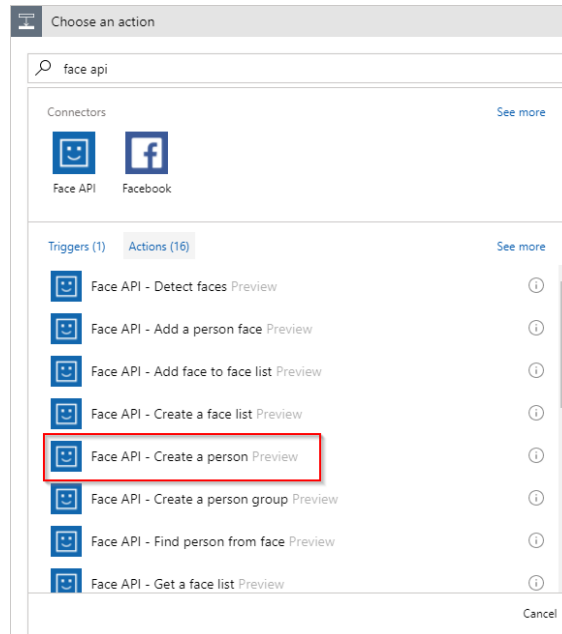 Choose an action
face api
Connectors See more
Face API Facebook
Triggers (1) Actions (16) See more
Face API - Detect faces Preview
Face API - Add a person face Preview
Face API - Add face to face list Preview
Face API - Create a face list Preview
Face API - Create a person Preview
Face API - Create a person group Preview
Face API - Find person from face Preview
Face API - Get a face list Preview
Cancel